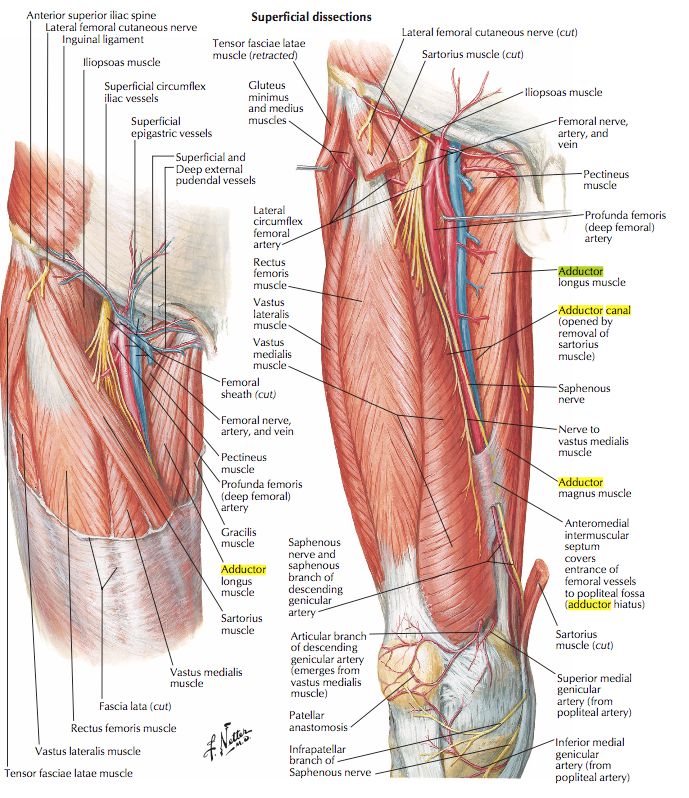 Superficial dissections
Anterior superior iliac spine
Lateral femoral cutaneous nerve
Inguinal ligament
Iliopsoas muscle
Superficial circumflex
iliac vessels
Superficial
epigastric vessels
Superficial and
Deep external
pudendal vessels
Femoral
sheath (cut)
Femoral nerve,
artery, and vein
Pectineus
muscle
Profunda femoris
(deep femoral)
artery
Gracilis
muscle
Adductor
longus
muscle
Sartorius
muscle
Vastus medialis
muscle
Fascia lata (cut)
Rectus femoris muscle
Vastus lateralis muscle
Tensor fasciae latae muscle
Lateral femoral cutaneous nerve (cut)
Sartorius muscle (cut)
Tensor fasciae latae
muscle (retracted)
Gluteus
minimus
and medius
muscles
Lateral
circumflex
femoral
artery
Rectus
femoris
muscle
Vastus
lateralis
muscle
Vastus
medialis
muscle
Saphenous
nerve and
saphenous
branch of
descending
genicular
artery
Articular branch
of descending
genicular artery
(emerges from
vastus medialis
muscle)
Patellar
anastomosis
Infrapatellar
branch of
Saphenous nerve
Iliopsoas muscle
Femoral nerve,
artery, and
vein
Pectineus
muscle
Profunda femoris
(deep femoral)
artery
Adductor
longus muscle
Adductor canal
(opened by
removal of
sartorius
muscle)
Saphenous
nerve
Nerve to
vastus medialis
muscle
Adductor
magnus muscle
Anteromedial
intermuscular
septum
covers
entrance of
femoral vessels
to popliteal fossa
(adductor hiatus)
Sartorius
muscle (cut)
Superior medial
genicular
artery (from
popliteal artery)
Inferior medial
genicular
artery (from
popliteal artery)
F. Netter
M.D.